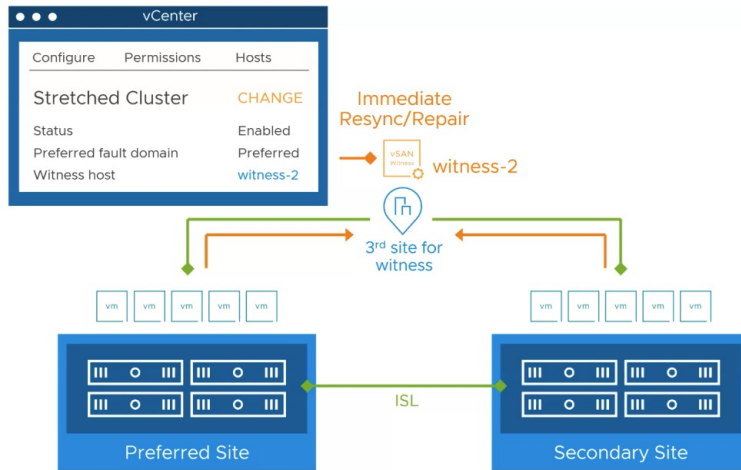 vCenter
Configure Permissions Hosts
Stretched Cluster CHANGE
Status Enabled
Preferred fault domain Preferred
Witness host witness-2
Immediate
Resync/Repair
vSAN
Witness
witness-2
3rd site for
witness
vm vm vm vm vm
vm vm vm vm vm
ISL
Preferred Site
Secondary Site